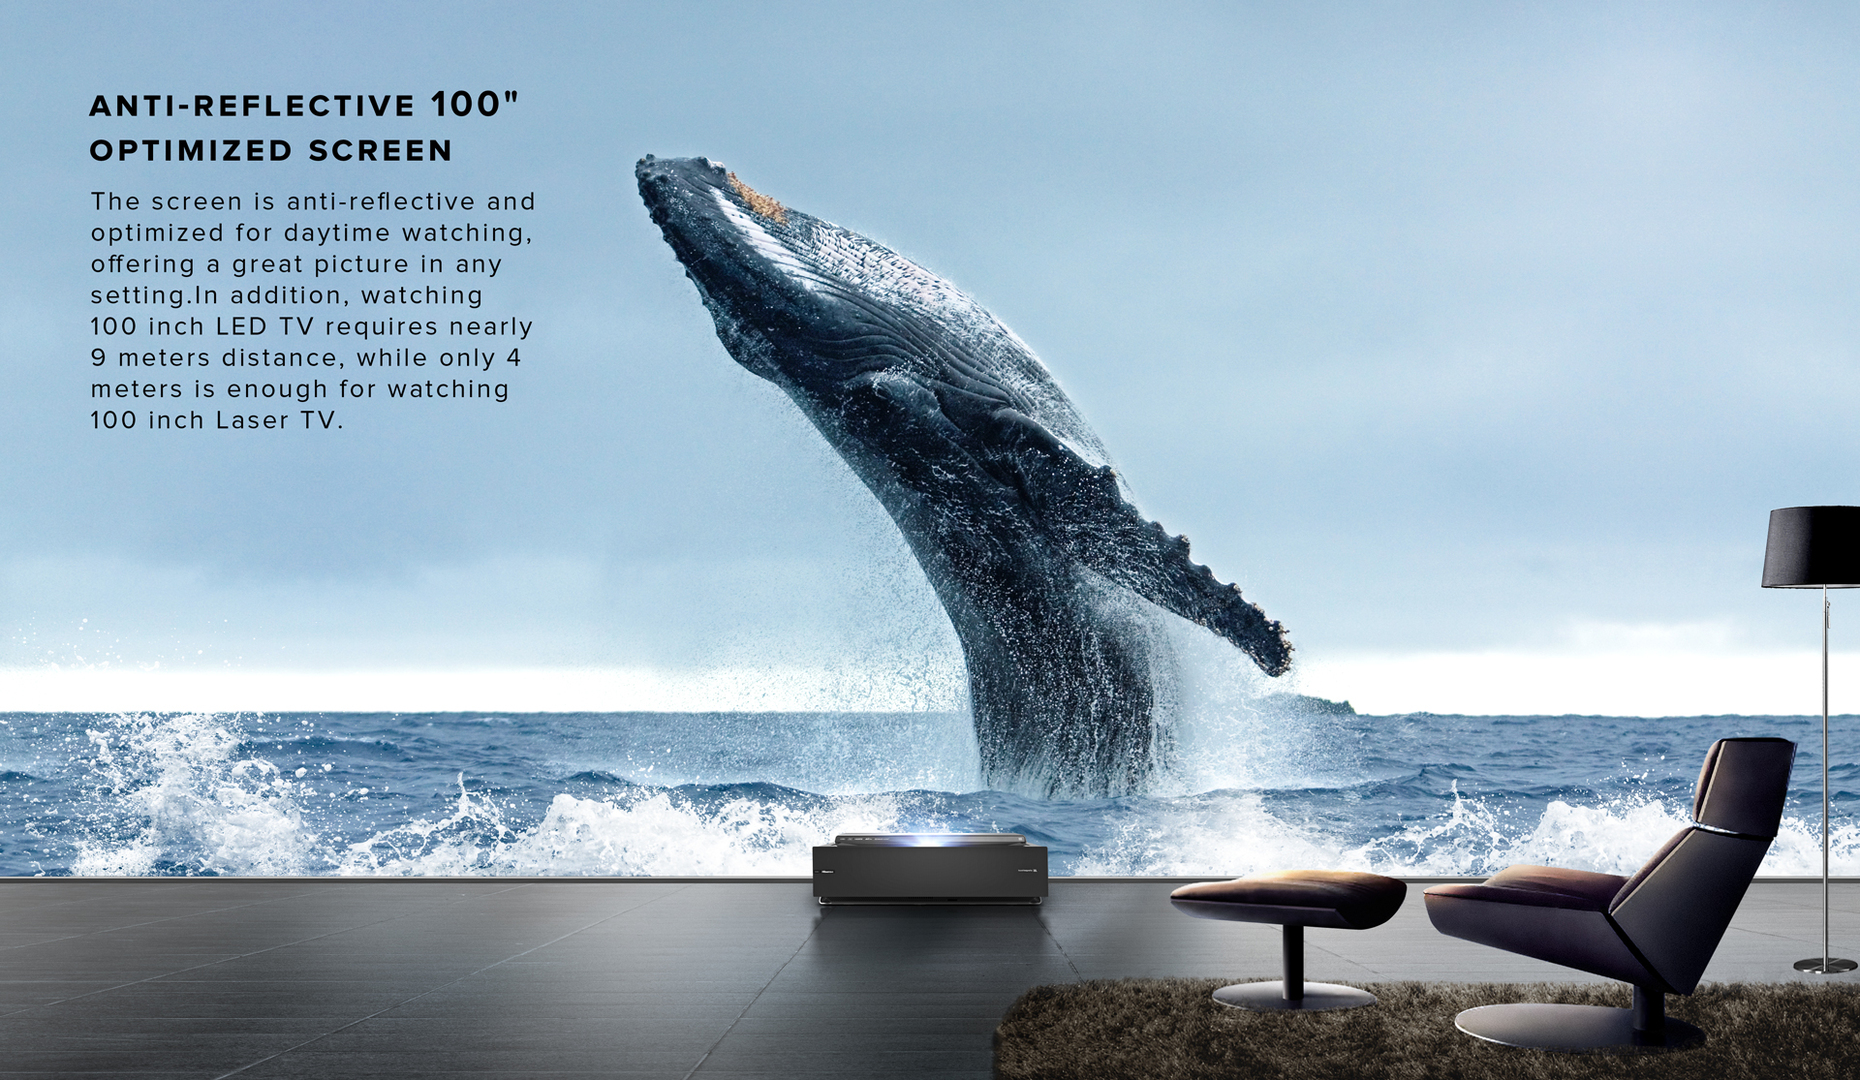 ANTI-REFLECTIVE 100"
OPTIMIZED SCREEN
The screen is anti-reflective and
optimized for daytime watching,
offering a great picture in any
setting.In addition, watching
100 inch LED TV requires nearly
9 meters distance, while only 4
meters is enough for watching
100 inch Laser TV.
Hisense